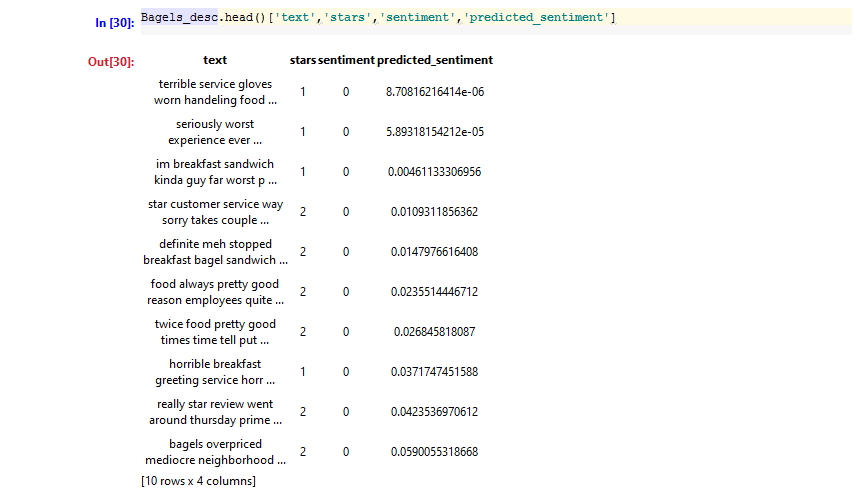 In [30]: Bagels_desc.head()['text','stars','sentiment','predicted_sentiment']
Out[30]:
text stars sentiment predicted_sentiment
terrible service gloves
worn handeling food ... 1 0 8.70816216414e-06
seriously worst
experience ever ... 1 0 5.89318154212e-05
im breakfast sandwich
kinda guy far worst p ... 1 0 0.00461133306956
star customer service way
sorry takes couple ... 2 0 0.0109311856362
definite meh stopped
breakfast bagel sandwich ... 2 0 0.0147976616408
food always pretty good
reason employees quite ... 2 0 0.0235514446712
twice food pretty good
times time tell put ... 2 0 0.026845818087
horrible breakfast
greeting service horr ... 1 0 0.0371747451588
really star review went
around thursday prime ... 2 0 0.0423536970612
bagels overpriced
mediocre neighborhood ... 2 0 0.0590055318668
[10 rows x 4 columns]